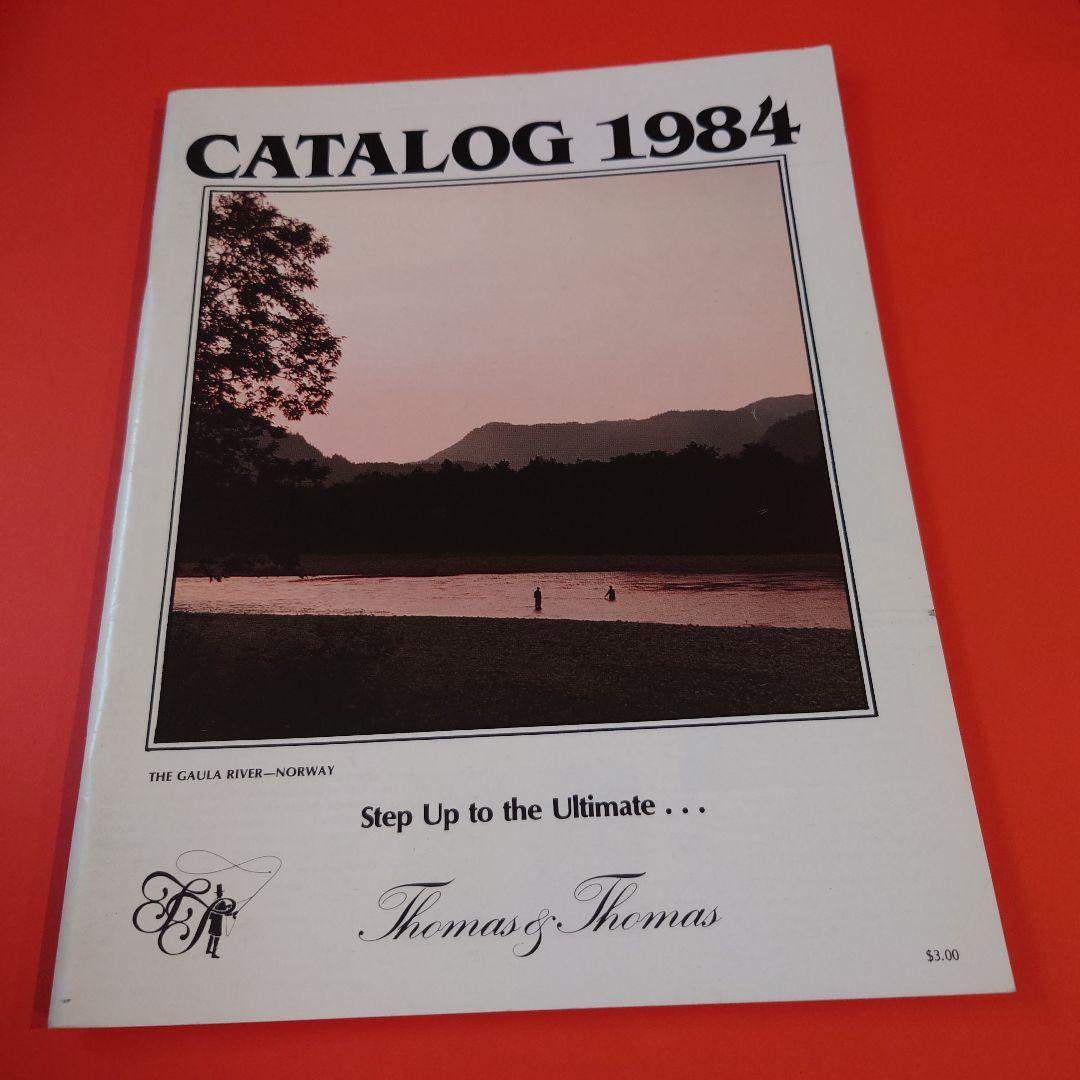 CATALOG 1984
THE GAULA RIVER—NORWAY
Step Up to the Ultimate . . .
Thomas & Thomas
$3.00